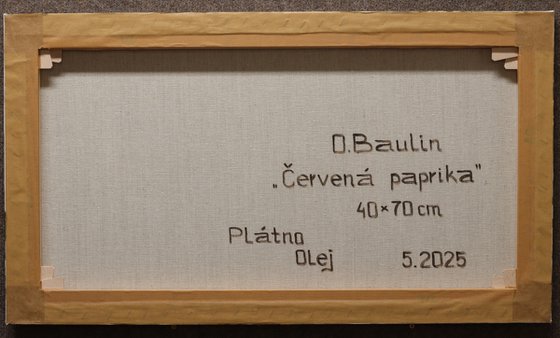 O.Baulin
„Červená paprika"
40×70 cm
Plátno
Olej 5.2025